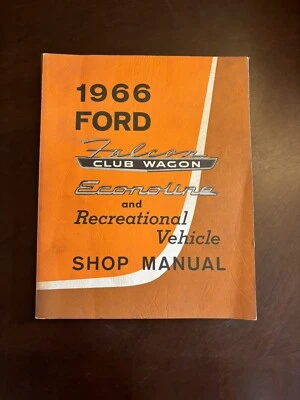 1966
FORD
Falcon
CLUB WAGON
Econoline
and
Recreational
Vehicle
SHOP MANUAL